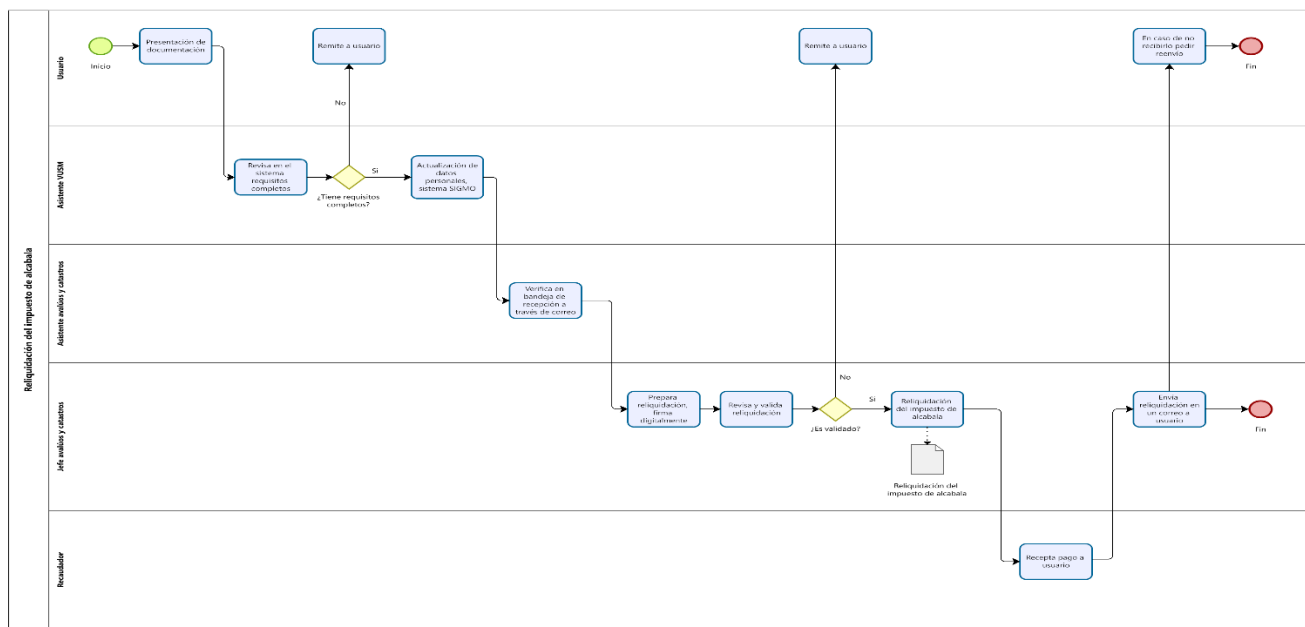 Reliquidación del impuesto de alcabala
Usuario
Inicio
Presentación de
documentación
Remite a usuario
Remite a usuario
En caso de no
recibirlo pedir
reenvío
Fin
No
Asistente VUSM
Revisa en el
sistema
requisitos
completos
¿Tiene requisitos
completos?
Si
Actualización de
datos
personales,
sistema SIGMO
Asistente avalúos y catastros
Verifica en
bandeja de
recepción a
través de correo
Jefe avalúos y catastros
Prepara
reliquidación,
firma
digitalmente
Revisa y valida
reliquidación
No
¿Es validado?
Si
Reliquidación
del impuesto de
alcabala
Reliquidación del
impuesto de alcabala
Envía
reliquidación en
un correo a
usuario
Fin
Recaudador
Recepta pago a
usuario